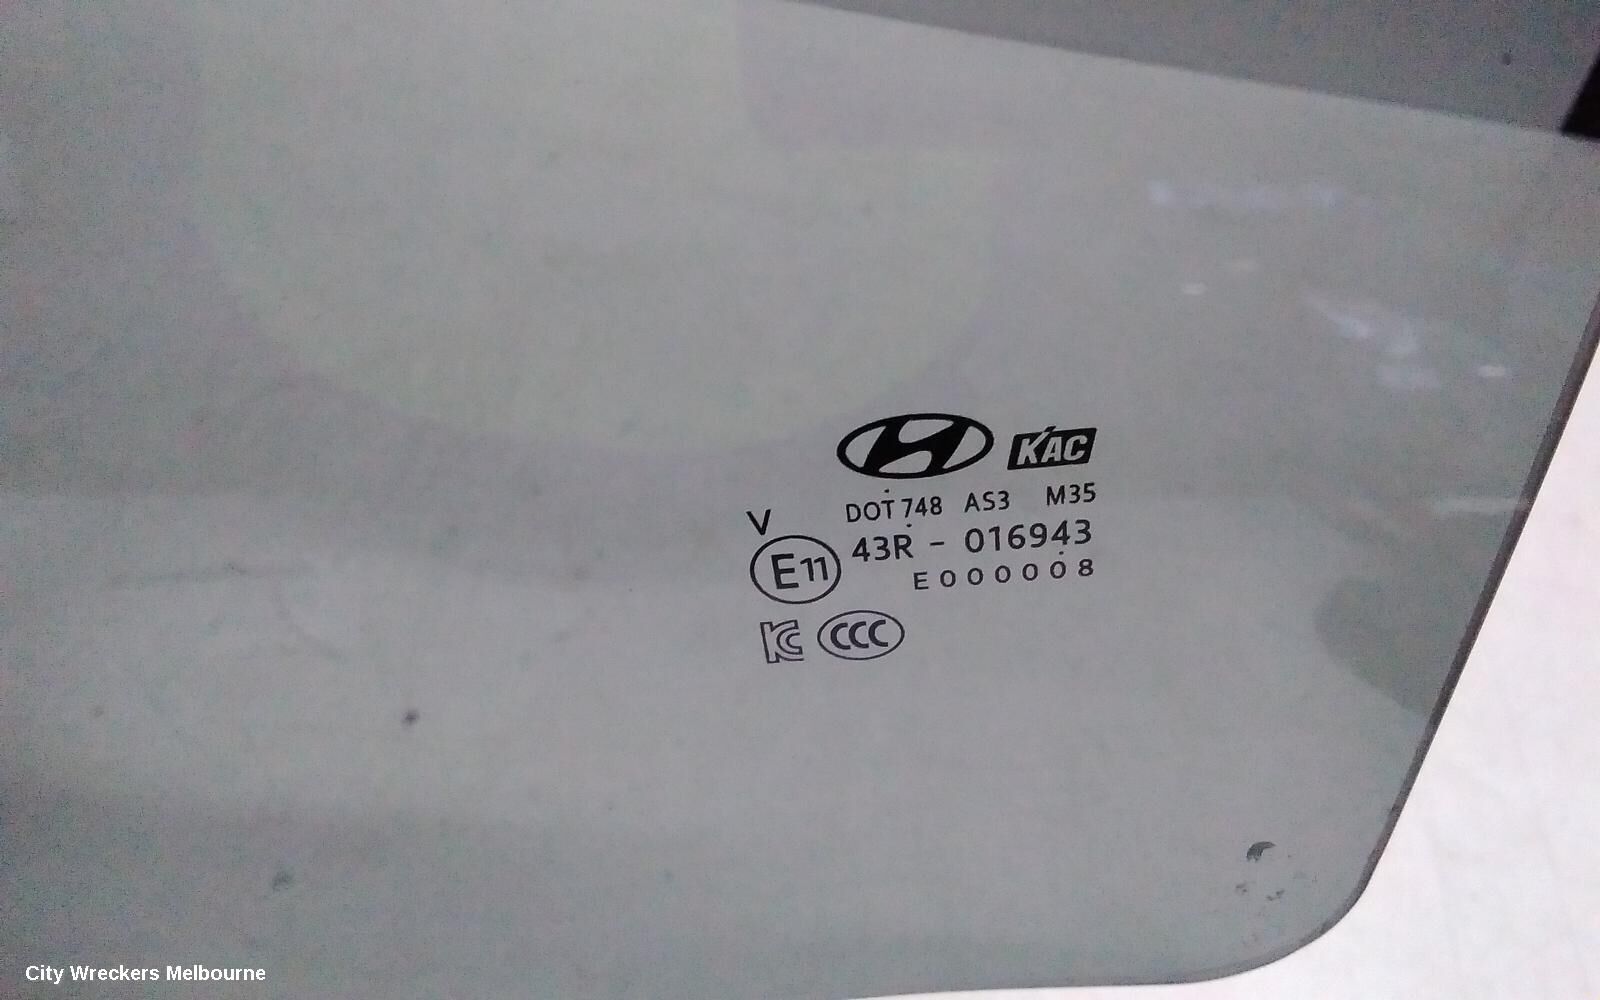 KAC
DOT 748 AS3 M35
V
43R - 016943
E11
E000008
KC CCC
City Wreckers Melbourne